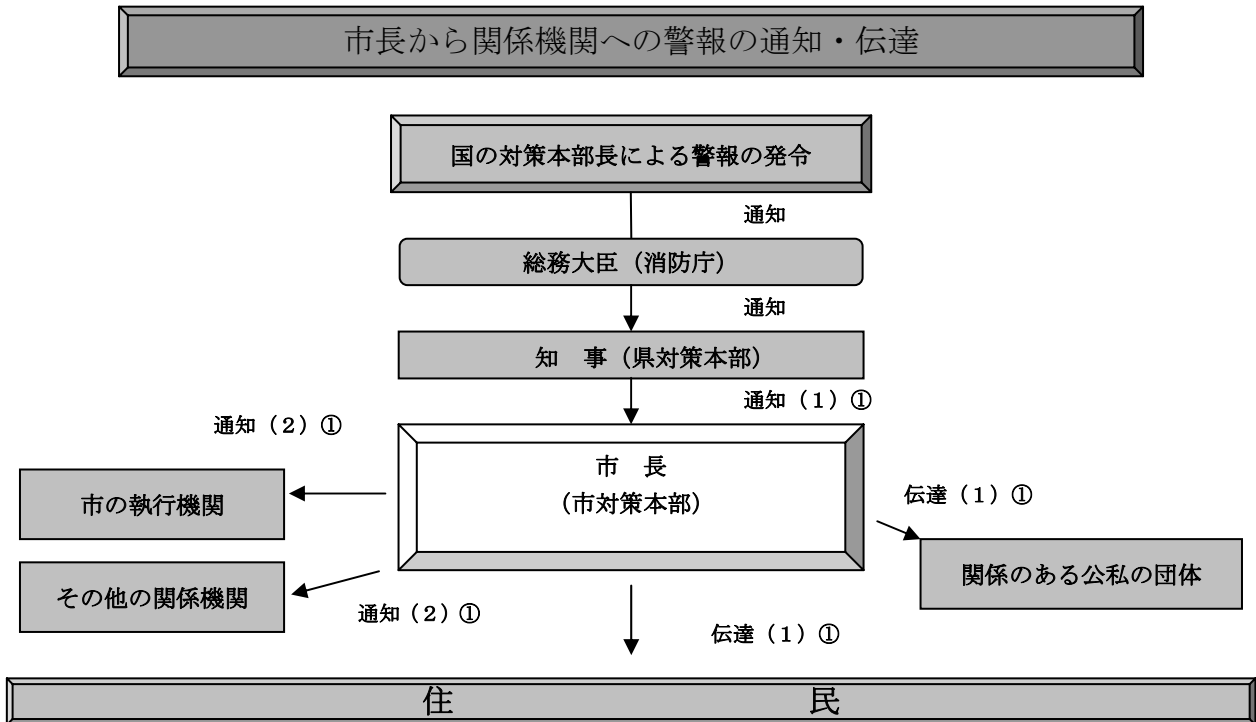 市長から関係機関への警報の通知・伝達
国の対策本部長による警報の発令
通知
総務大臣（消防庁）
通知
知　事（県対策本部）
通知（１）①
通知（２）①
市　長
（市対策本部）
市の執行機関
伝達（１）①
関係のある公私の団体
その他の関係機関
通知（２）①
伝達（１）①
住　民